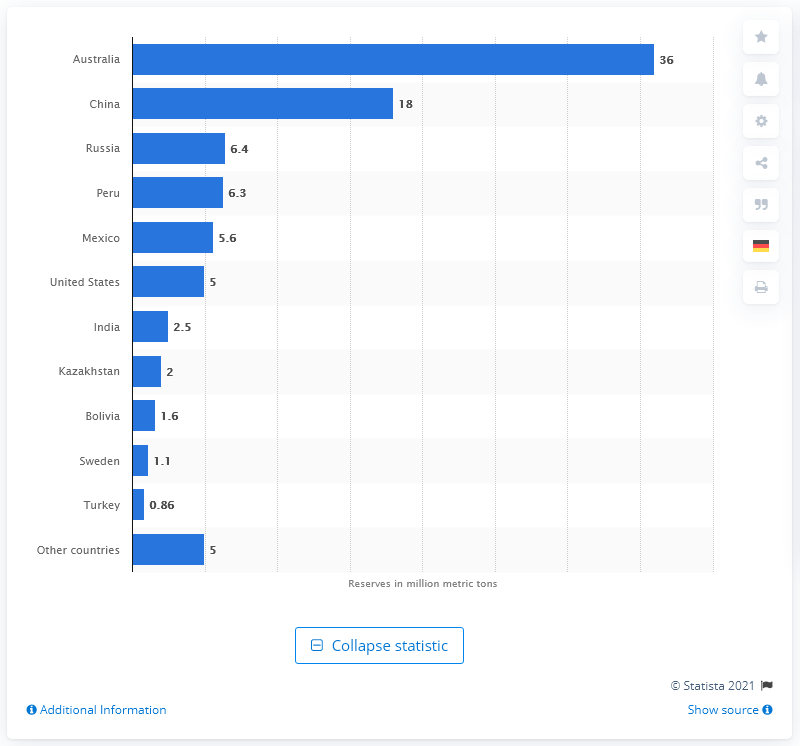 Australia 36
China 18
Russia 6.4
Peru 6.3
Mexico 5.6
United States 5
India 2.5
Kazakhstan 2
Bolivia 1.6
Sweden 1.1
Turkey 0.86
Other countries 5
Reserves in million metric tons
Collapse statistic
© Statista 2021
Additional Information
Show source